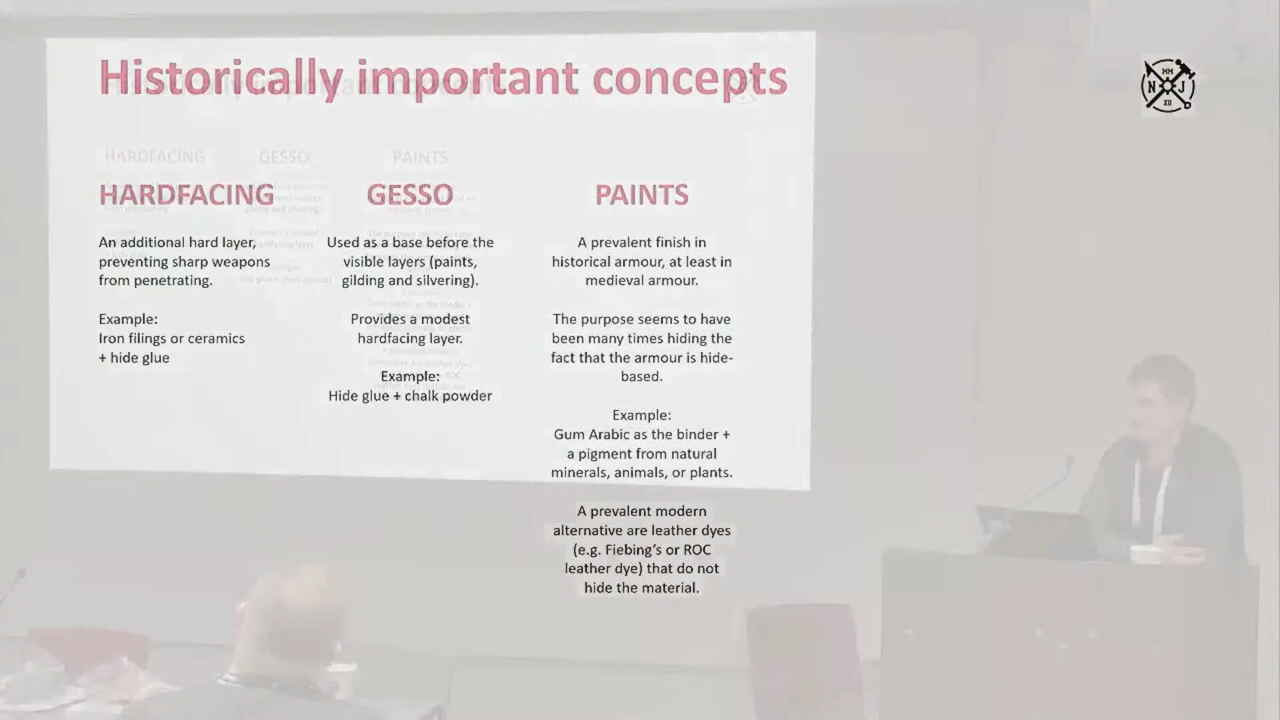 Historically important concepts
HARDFACING
GESSO
PAINTS
HARDFACING
An additional hard layer,
preventing sharp weapons
from penetrating.
Example:
Iron filings or ceramics
+ hide glue
GESSO
Used as a base before the
visible layers (paints,
gilding and silvering).
Provides a modest
hardfacing layer.
Example:
Hide glue + chalk powder
PAINTS
A prevalent finish in
historical armour, at least in
medieval armour.
The purpose seems to have
been many times hiding the
fact that the armour is hide-
based.
Example:
Gum Arabic as the binder +
a pigment from natural
minerals, animals, or plants.
A prevalent modern
alternative are leather dyes
(e.g. Fiebing's or ROC
leather dye) that do not
hide the material.
MM
N J
XII